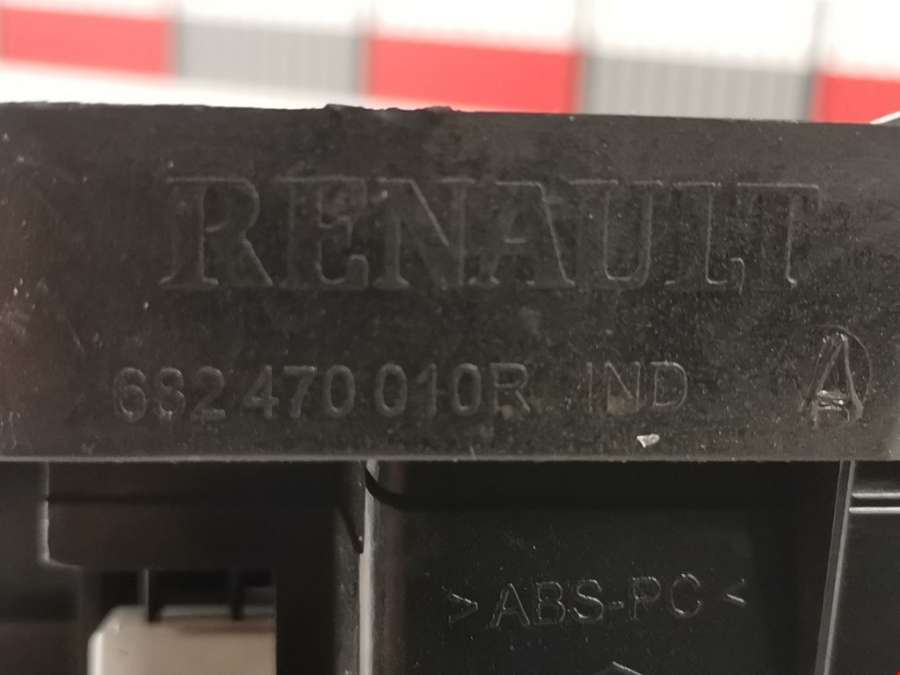 RENAULT
682 470 010R IND A
>ABS-PC<